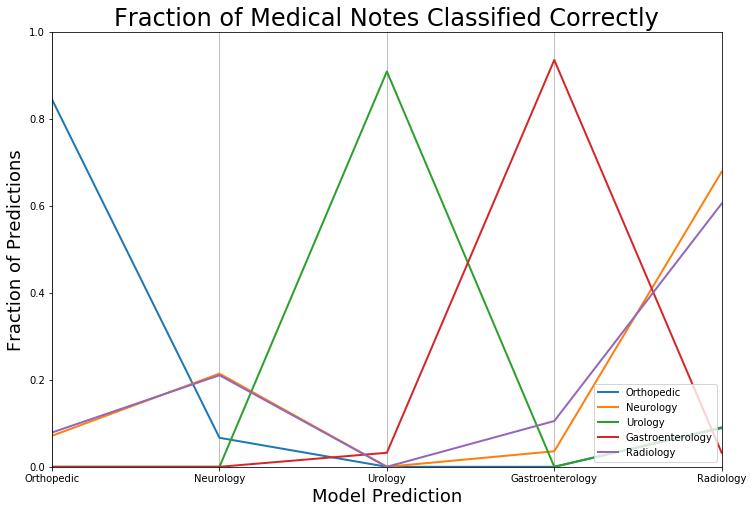 Fraction of Medical Notes Classified Correctly
Fraction of Predictions
1.0
0.8
0.6
0.4
0.2
0.0
Orthopedic
Neurology
Urology
Gastroenterology
Radiology
Orthopedic
Neurology
Urology
Gastroenterology
Radiology
Model Prediction